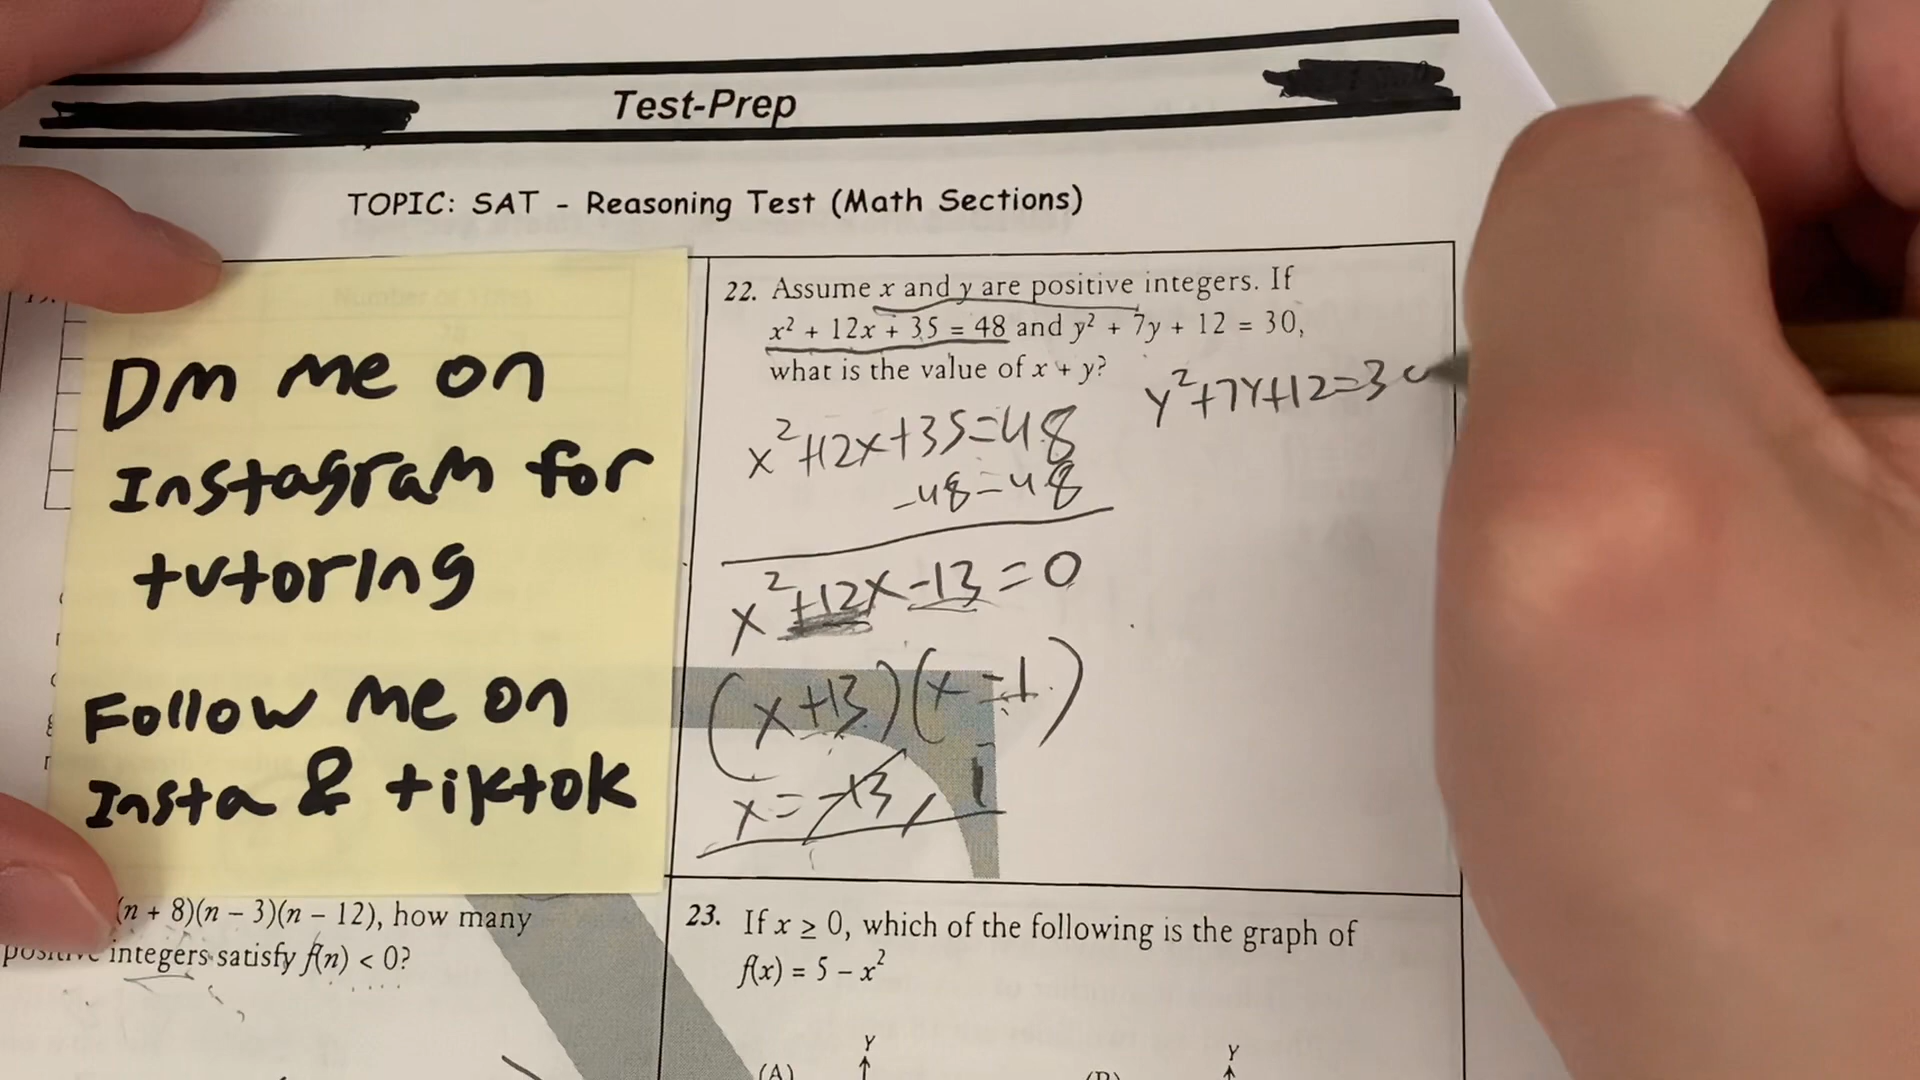 Test-Prep
TOPIC: SAT - Reasoning Test (Math Sections)
Dm me on
Instagram for
tutoring
Follow me on
Insta & tiktok
(n + 8)(n – 3)(n – 12), how many
positive integers satisfy f(n) < 0?
22. Assume x and y are positive integers. If
x² + 12x + 35 = 48 and y² + 7y + 12 = 30,
what is the value of x + y?
y²+7y+12=30
x²+12x+35=48
-48=48
x²+12x-13=0
(x+13)(x-1)
x=-13, 1
23. If x ≥ 0, which of the following is the graph of
f(x) = 5 – x²
Y
Y
(A)